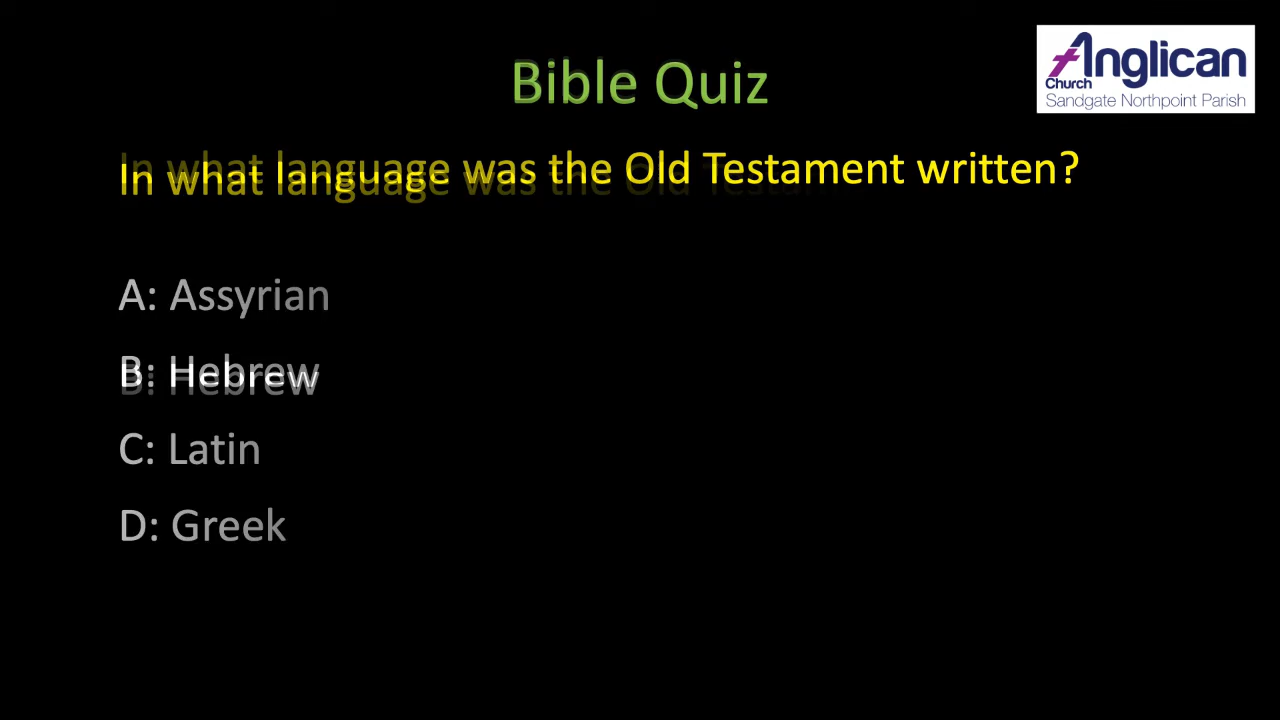 Bible Quiz
Anglican
Church
Sandgate Northpoint Parish
In what language was the Old Testament written?
A: Assyrian
B: Hebrew
C: Latin
D: Greek